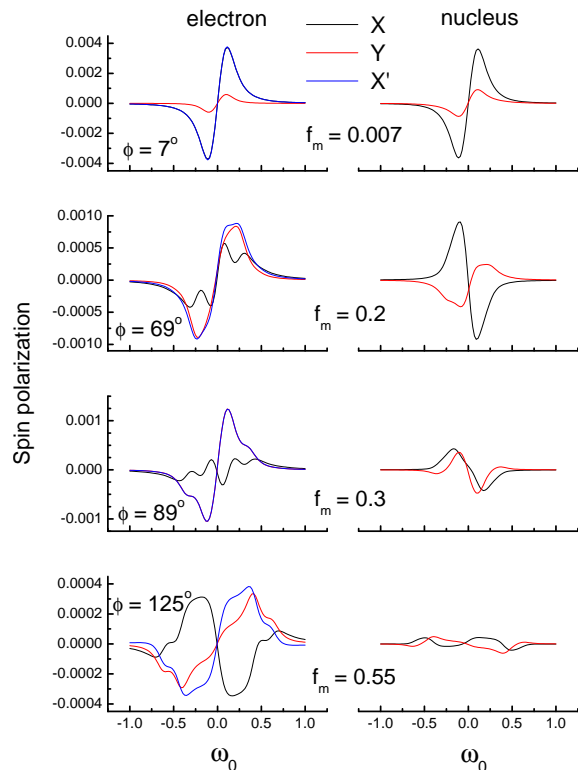 electron nucleus
X
Y
X'
0.004
0.002
0.000
-0.002
-0.004
ϕ = 7° f_m = 0.007
0.0010
0.0005
0.0000
-0.0005
-0.0010
ϕ = 69° f_m = 0.2
Spin polarization
0.001
0.000
-0.001
ϕ = 89° f_m = 0.3
0.0004
0.0002
0.0000
-0.0002
-0.0004
ϕ = 125° f_m = 0.55
-1.0 -0.5 0.0 0.5 1.0 -1.0 -0.5 0.0 0.5 1.0
ω₀ ω₀